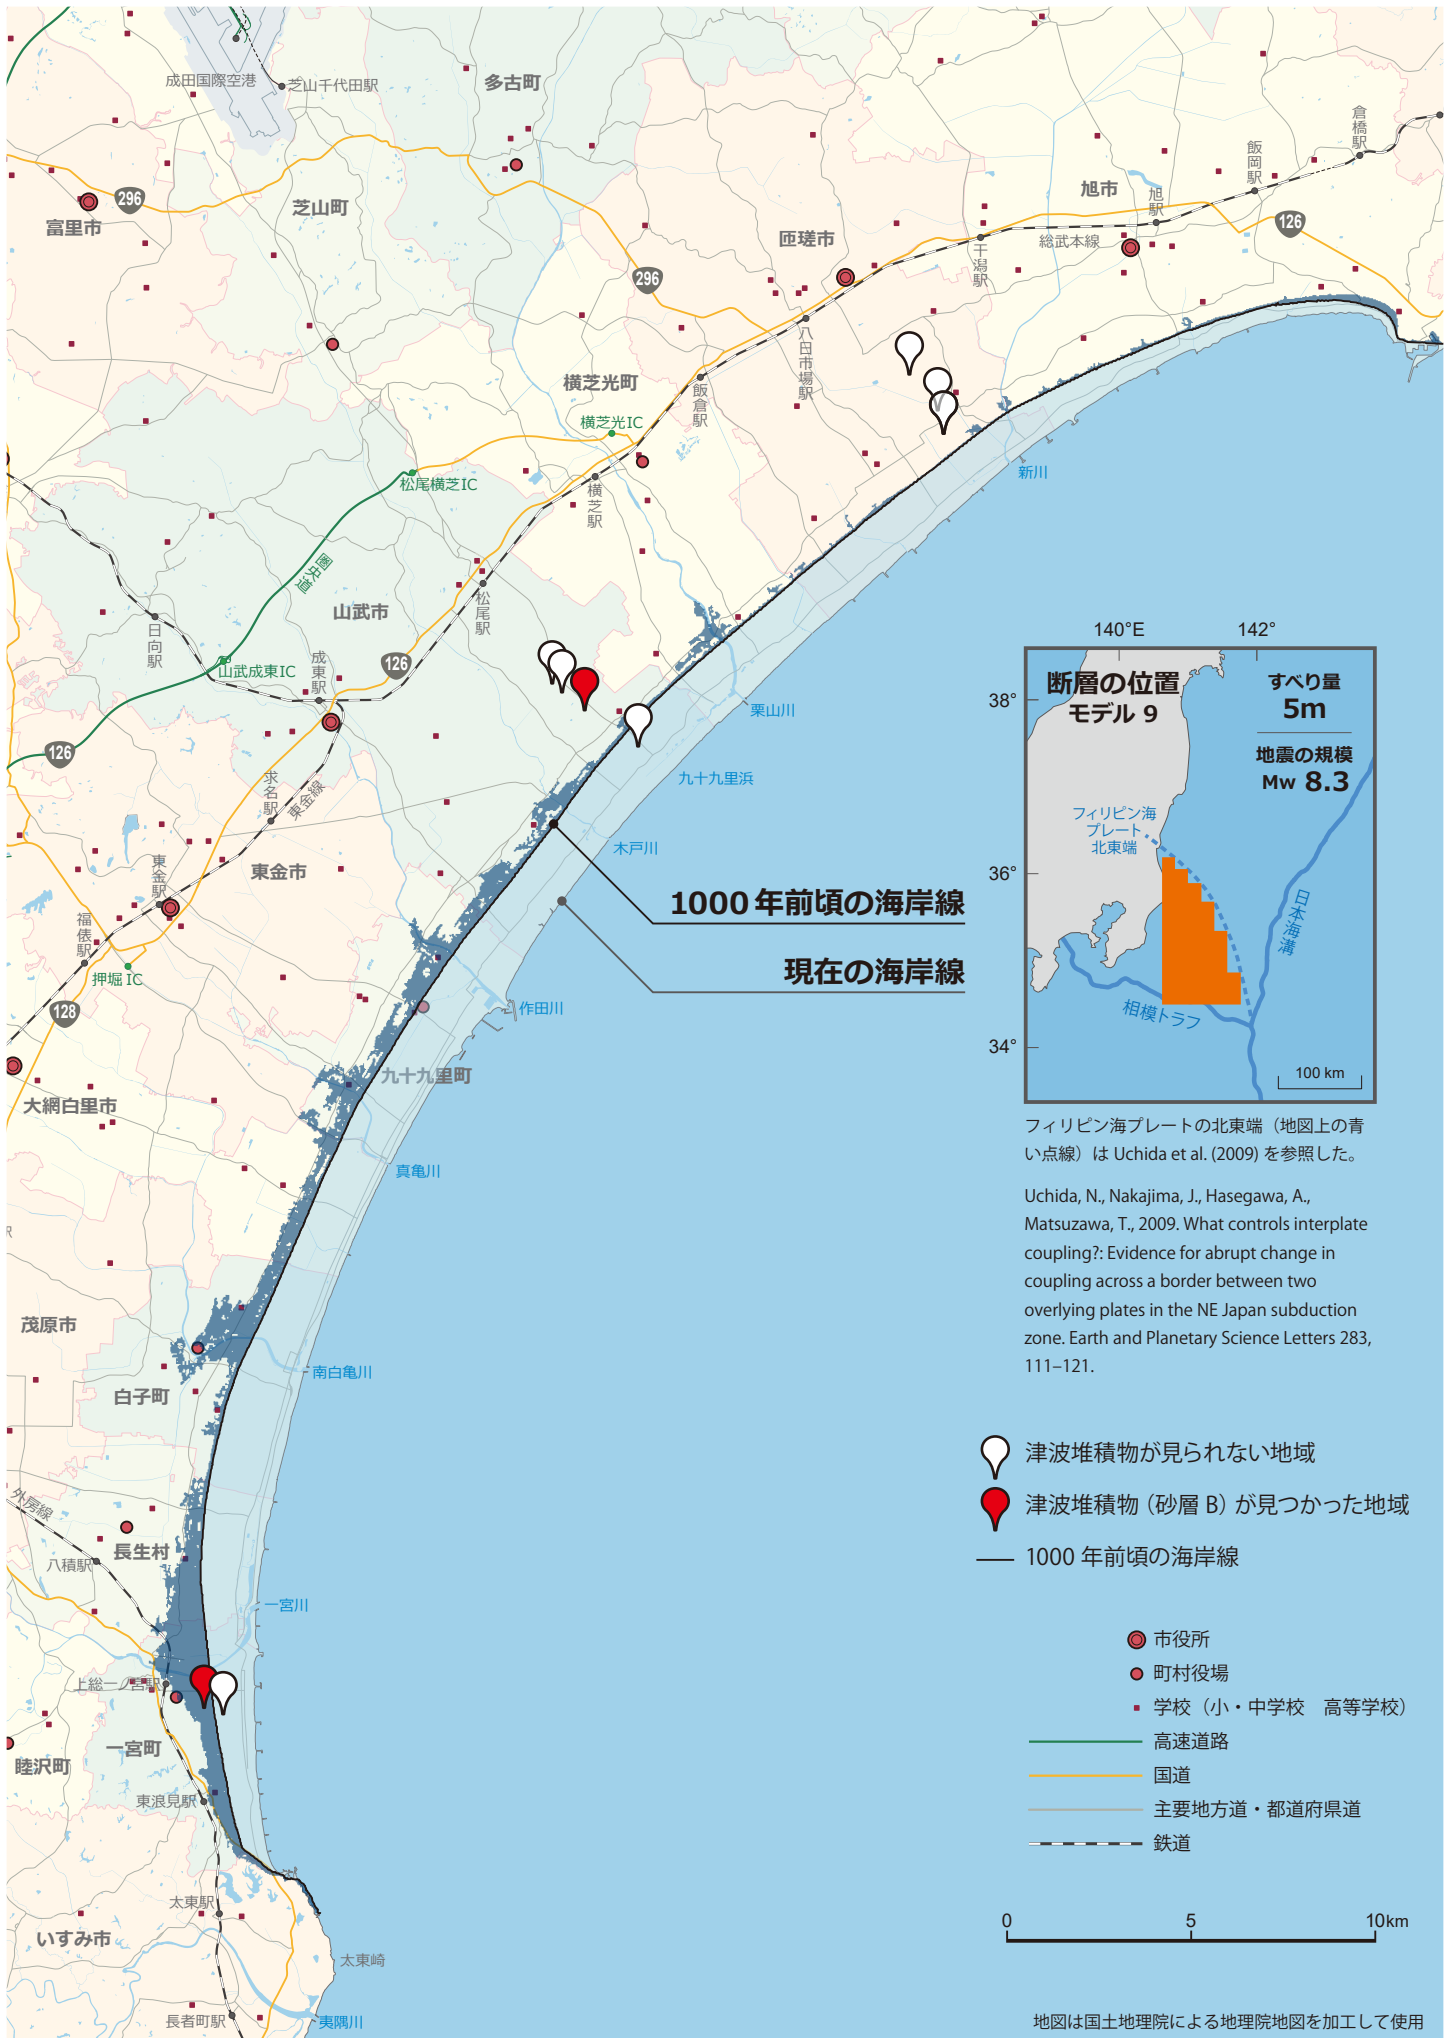 成田国際空港
芝山千代田駅
多古町
倉橋駅
飯岡駅
旭市
旭駅
296
富里市
芝山町
匝瑳市
総武本線
126
干潟駅
296
八日市場駅
横芝光町
飯倉駅
横芝光IC
松尾横芝IC
横芝駅
新川
圏央道
山武市
松尾駅
日向駅
成東駅
126
山武成東IC
栗山川
126
九十九里浜
求名駅
東金線
木戸川
東金駅
東金市
1000 年前頃の海岸線
福俵駅
現在の海岸線
押堀 IC
128
作田川
九十九里町
大網白里市
真亀川
茂原市
南白亀川
白子町
外房線
八積駅
長生村
一宮川
上総一ノ宮駅
一宮町
睦沢町
東浪見駅
太東駅
いすみ市
太東崎
長者町駅
夷隅川
140°E
142°
38°
36°
34°
断層の位置
モデル 9
すべり量
5m
地震の規模
Mw 8.3
フィリピン海
プレート
北東端
日本海溝
相模トラフ
100 km
フィリピン海プレートの北東端（地図上の青
い点線）は Uchida et al. (2009) を参照した。
Uchida, N., Nakajima, J., Hasegawa, A.,
Matsuzawa, T., 2009. What controls interplate
coupling?: Evidence for abrupt change in
coupling across a border between two
overlying plates in the NE Japan subduction
zone. Earth and Planetary Science Letters 283,
111–121.
津波堆積物が見られない地域
津波堆積物（砂層 B）が見つかった地域
1000 年前頃の海岸線
市役所
町村役場
学校（小・中学校　高等学校）
高速道路
国道
主要地方道・都道府県道
鉄道
0
5
10km
地図は国土地理院による地理院地図を加工して使用